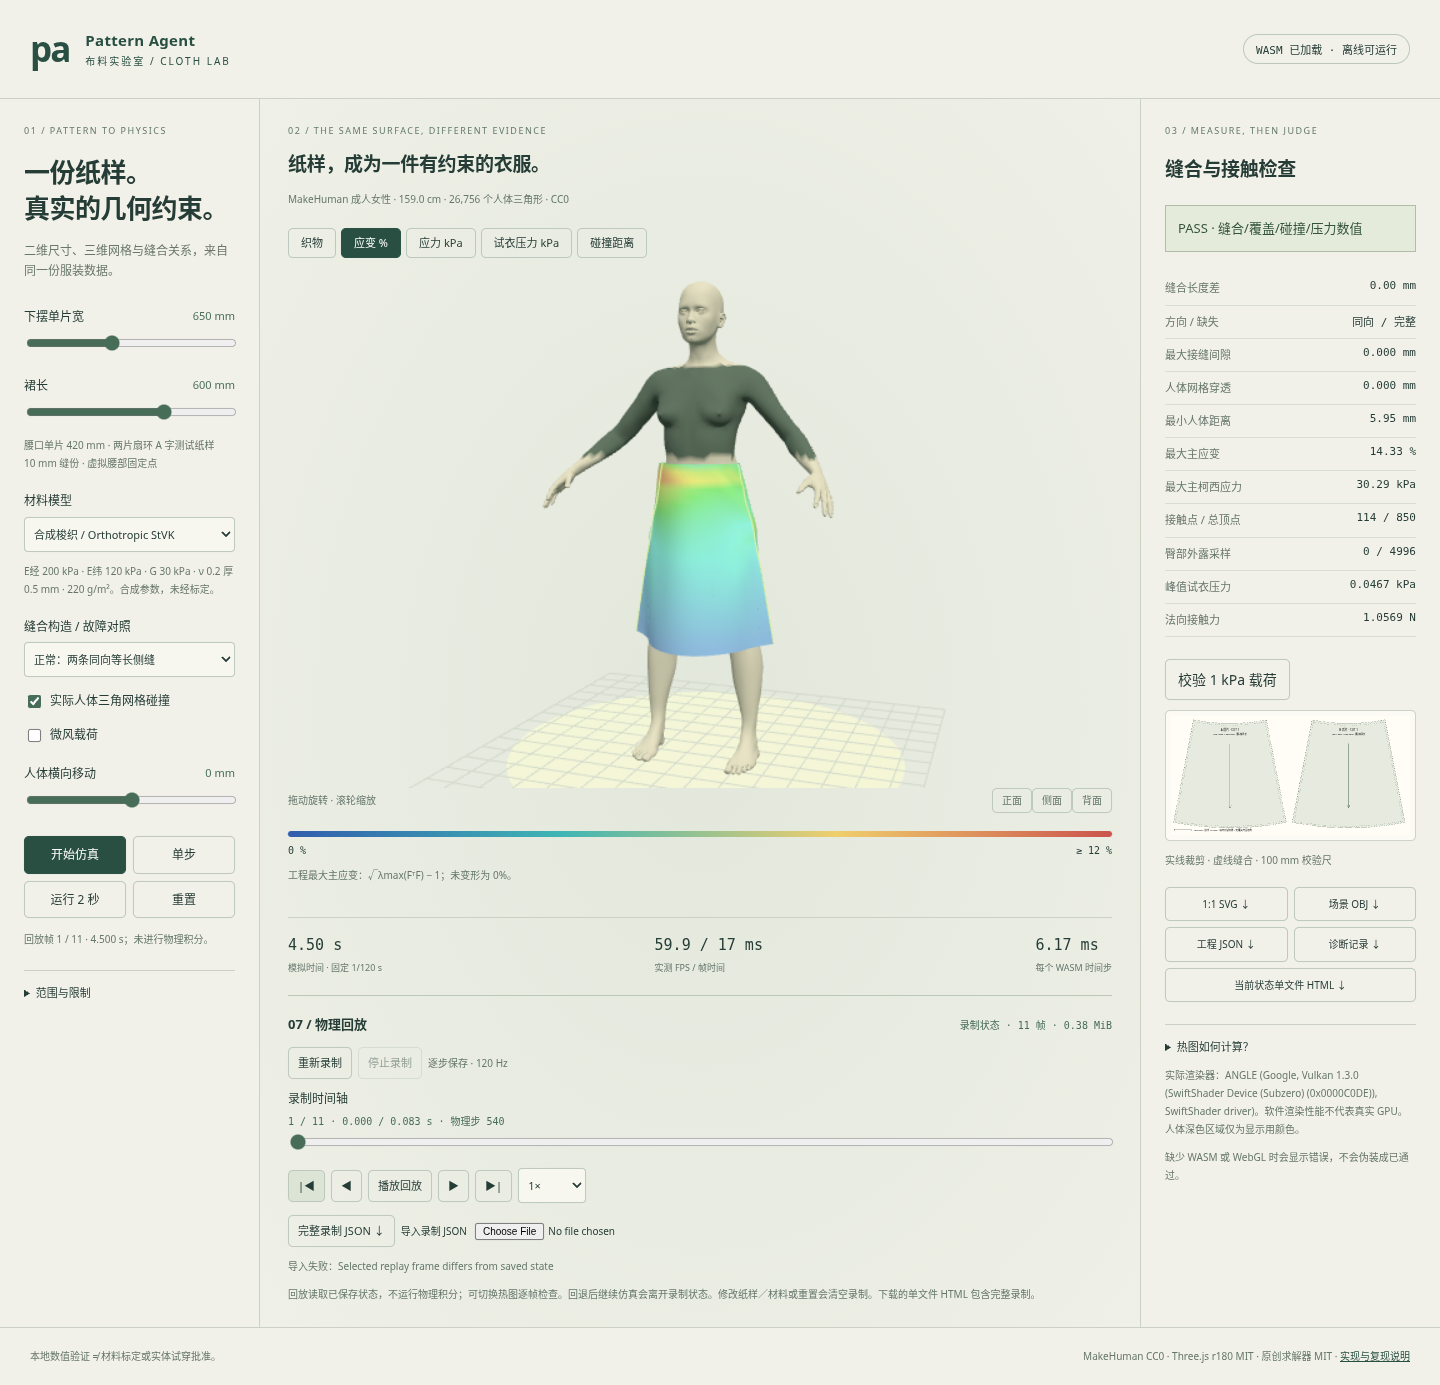 pa
Pattern Agent
布料实验室 / CLOTH LAB
WASM 已加载 · 离线可运行
01 / PATTERN TO PHYSICS
一份纸样。
真实的几何约束。
二维尺寸、三维网格与缝合关系，来自
同一份服装数据。
下摆单片宽 650 mm
裙长 600 mm
腰口单片 420 mm · 两片扇环 A 字测试纸样
10 mm 缝份 · 虚拟腰部固定点
材料模型
合成梭织 / Orthotropic StVK
E经 200 kPa · E纬 120 kPa · G 30 kPa · ν 0.2 厚
0.5 mm · 220 g/m²。合成参数，未经标定。
缝合构造 / 故障对照
正常：两条同向等长侧缝
实际人体三角网格碰撞
微风载荷
人体横向移动 0 mm
开始仿真 单步
运行 2 秒 重置
回放帧 1 / 11 · 4.500 s；未进行物理积分。
范围与限制
02 / THE SAME SURFACE, DIFFERENT EVIDENCE
纸样，成为一件有约束的衣服。
MakeHuman 成人女性 · 159.0 cm · 26,756 个人体三角形 · CC0
织物 应变 % 应力 kPa 试衣压力 kPa 碰撞距离
拖动旋转 · 滚轮缩放 正面 侧面 背面
0 % ≥ 12 %
工程最大主应变：√λmax(FᵀF) − 1；未变形为 0%。
4.50 s 59.9 / 17 ms 6.17 ms
模拟时间 · 固定 1/120 s 实测 FPS / 帧时间 每个 WASM 时间步
07 / 物理回放 录制状态 · 11 帧 · 0.38 MiB
重新录制 停止录制 逐步保存 · 120 Hz
录制时间轴
1 / 11 · 0.000 / 0.083 s · 物理步 540
|◀ ◀ 播放回放 ▶ ▶| 1×
完整录制 JSON ↓ 导入录制 JSON Choose File No file chosen
导入失败：Selected replay frame differs from saved state
回放读取已保存状态，不运行物理积分；可切换热图逐帧检查。回退后继续仿真会离开录制状态。修改纸样／材料或重置会清空录制。下载的单文件 HTML 包含完整录制。
03 / MEASURE, THEN JUDGE
缝合与接触检查
PASS · 缝合/覆盖/碰撞/压力数值
缝合长度差 0.00 mm
方向 / 缺失 同向 / 完整
最大接缝间隙 0.000 mm
人体网格穿透 0.000 mm
最小人体距离 5.95 mm
最大主应变 14.33 %
最大主柯西应力 30.29 kPa
接触点 / 总顶点 114 / 850
臀部外露采样 0 / 4996
峰值试衣压力 0.0467 kPa
法向接触力 1.0569 N
校验 1 kPa 载荷
实线裁剪 · 虚线缝合 · 100 mm 校验尺
1:1 SVG ↓ 场景 OBJ ↓
工程 JSON ↓ 诊断记录 ↓
当前状态单文件 HTML ↓
热图如何计算？
实际渲染器：ANGLE (Google, Vulkan 1.3.0
(SwiftShader Device (Subzero) (0x0000C0DE)),
SwiftShader driver)。软件渲染性能不代表真实 GPU。
人体深色区域仅为显示用颜色。
缺少 WASM 或 WebGL 时会显示错误，不会伪装成已通
过。
本地数值验证 ≠ 材料标定或实体试穿批准。
MakeHuman CC0 · Three.js r180 MIT · 原创求解器 MIT · 实现与复现说明